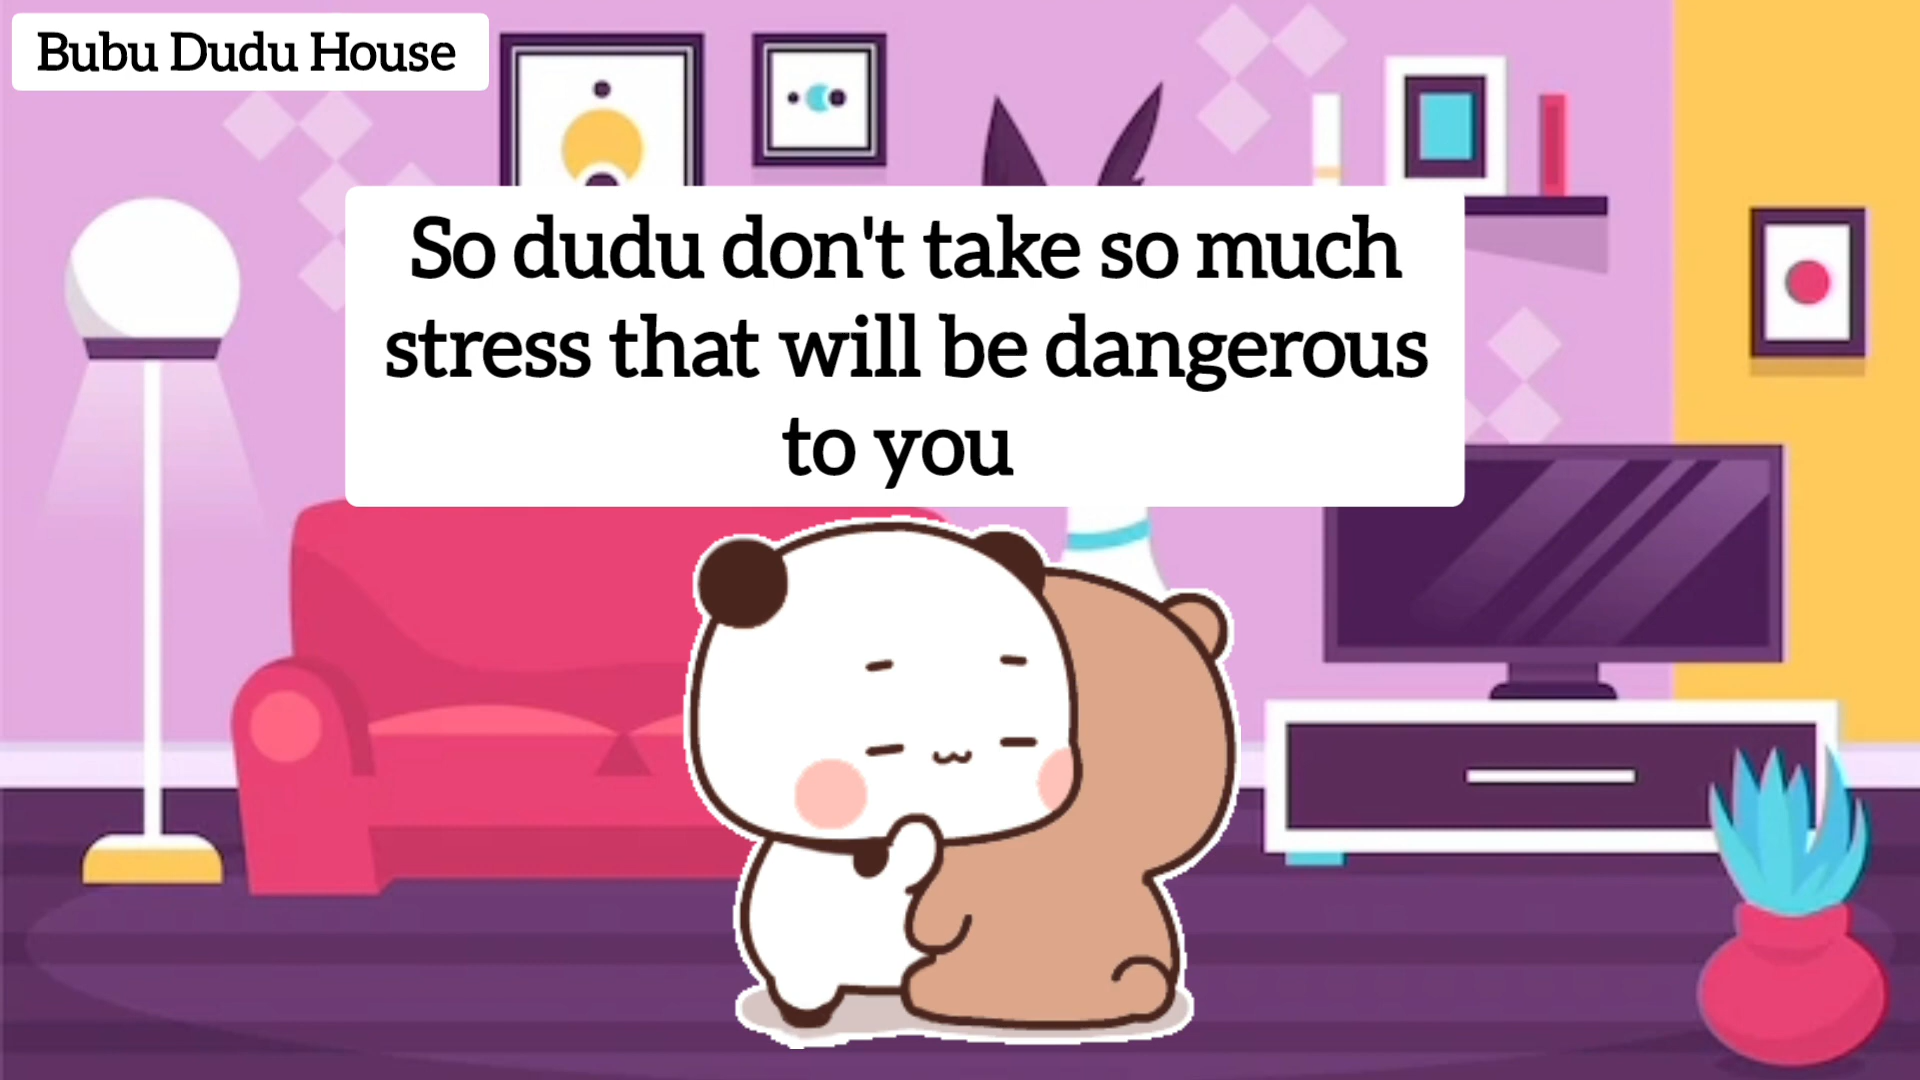 Bubu Dudu House
So dudu don't take so much
stress that will be dangerous
to you